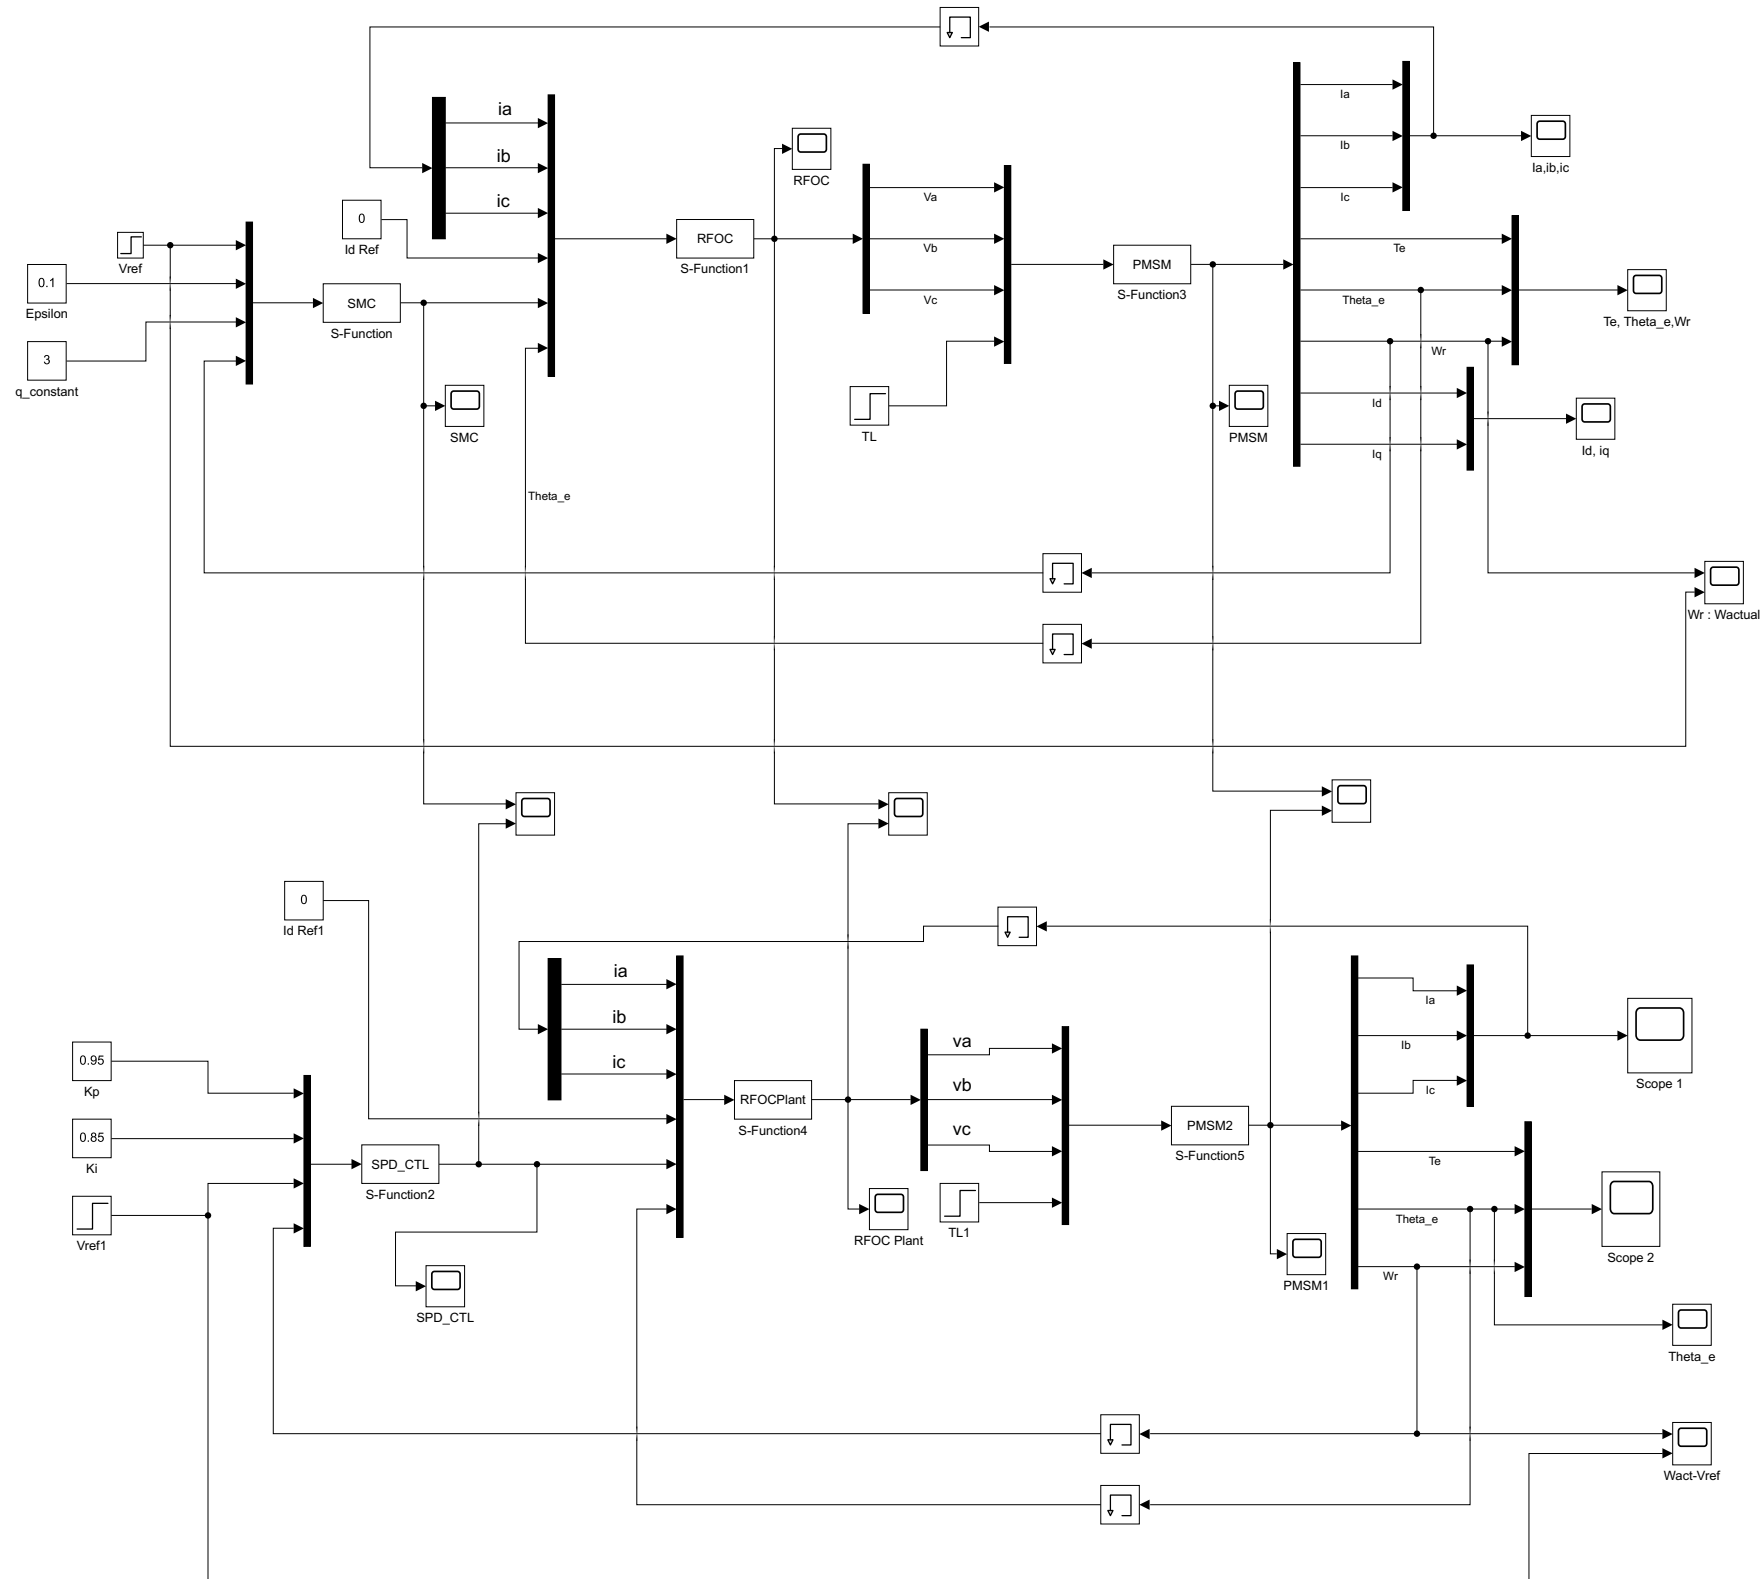 ia
ib
ic
0
Id Ref
Vref
0.1
Epsilon
3
q_constant
SMC
S-Function
SMC
Theta_e
RFOC
S-Function1
RFOC
Va
Vb
Vc
TL
PMSM
S-Function3
PMSM
Ia
Ib
Ic
Te
Theta_e
Wr
Id
Iq
Ia,ib,ic
Te, Theta_e,Wr
Id, iq
Wr : Wactual
0
Id Ref1
ia
ib
ic
0.95
Kp
0.85
Ki
Vref1
SPD_CTL
S-Function2
SPD_CTL
RFOCPlant
S-Function4
RFOC Plant
va
vb
vc
TL1
PMSM2
S-Function5
PMSM1
Ia
Ib
Ic
Te
Theta_e
Wr
Scope 1
Scope 2
Theta_e
Wact-Vref